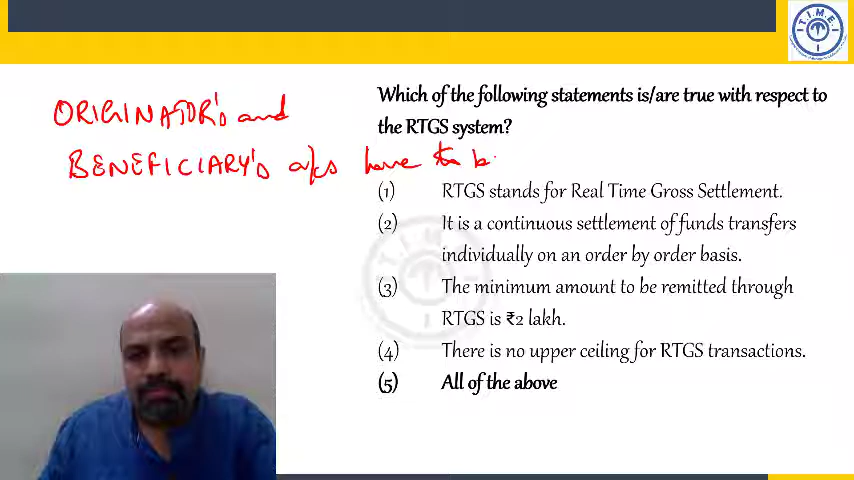 T.I.M.E.
Which of the following statements is/are true with respect to
the RTGS system?
ORIGINATOR's and
BENEFICIARY's a/cs have to b
(1) RTGS stands for Real Time Gross Settlement.
(2) It is a continuous settlement of funds transfers
individually on an order by order basis.
(3) The minimum amount to be remitted through
RTGS is ₹2 lakh.
(4) There is no upper ceiling for RTGS transactions.
(5) All of the above